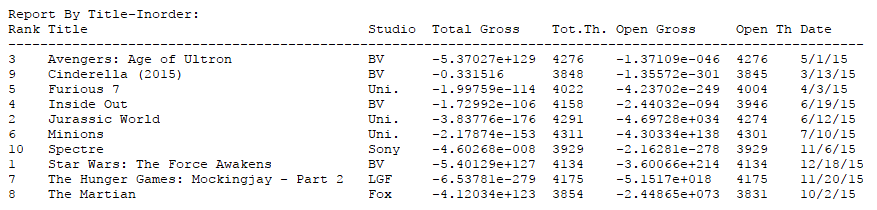 Report By Title-Inorder:
Rank Title Studio Total Gross Tot.Th. Open Gross Open Th Date
--------------------------------------------------------------------------------------------------------------
3 Avengers: Age of Ultron BV -5.37027e+129 4276 -1.37109e-046 4276 5/1/15
9 Cinderella (2015) BV -0.331516 3848 -1.35572e-301 3845 3/13/15
5 Furious 7 Uni. -1.99759e-114 4022 -4.23702e-249 4004 4/3/15
4 Inside Out BV -1.72992e-106 4158 -2.44032e-094 3946 6/19/15
2 Jurassic World Uni. -3.83776e-176 4291 -4.69728e+034 4274 6/12/15
6 Minions Uni. -2.17874e-153 4311 -4.30334e+138 4301 7/10/15
10 Spectre Sony -4.60268e-008 3929 -2.16281e-278 3929 11/6/15
1 Star Wars: The Force Awakens BV -5.40129e+127 4134 -3.60066e+214 4134 12/18/15
7 The Hunger Games: Mockingjay - Part 2 LGF -6.53781e-279 4175 -5.1517e+018 4175 11/20/15
8 The Martian Fox -4.12034e+123 3854 -2.44865e+073 3831 10/2/15